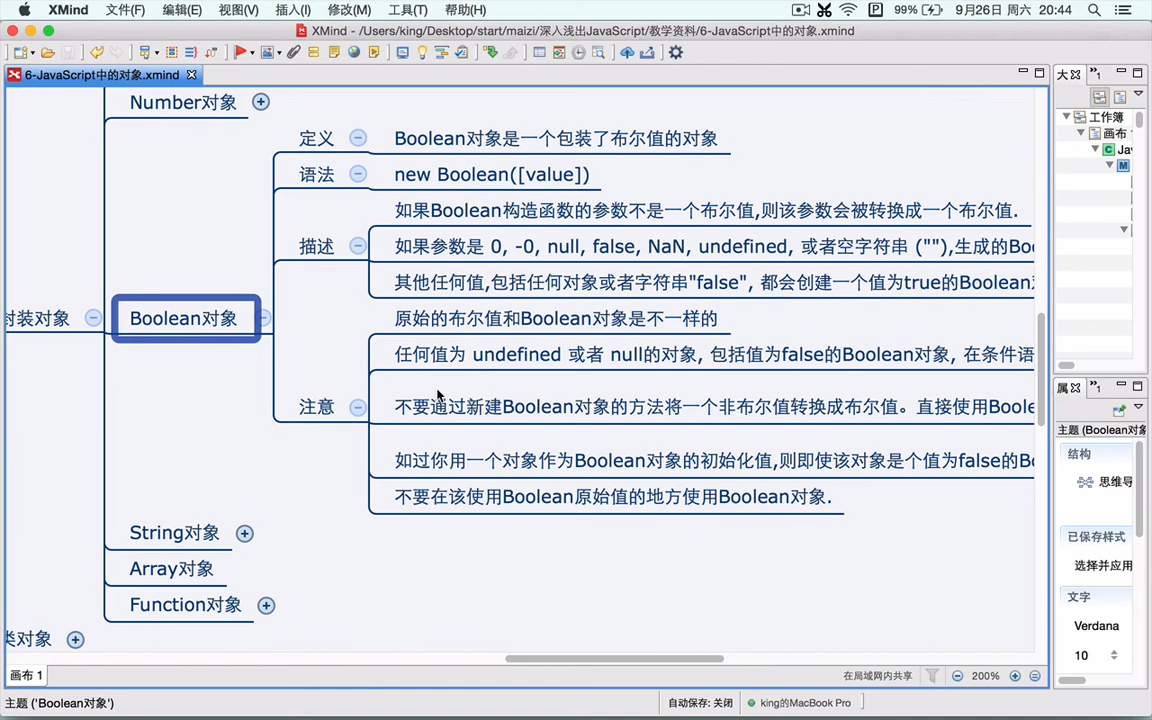 XMind 文件(F) 编辑(E) 视图(V) 插入(I) 修改(M) 工具(T) 帮助(H) 99% 9月26日 周六 20:44
XMind - /Users/king/Desktop/start/maizi/深入浅出JavaScript/教学资料/6-JavaScript中的对象.xmind
6-JavaScript中的对象.xmind
大
1
Number对象
定义
Boolean对象是一个包装了布尔值的对象
语法
new Boolean([value])
描述
如果Boolean构造函数的参数不是一个布尔值,则该参数会被转换成一个布尔值.
如果参数是 0, -0, null, false, NaN, undefined, 或者空字符串 (""),生成的Boo
其他任何值,包括任何对象或者字符串"false", 都会创建一个值为true的Boolean
封装对象
Boolean对象
注意
原始的布尔值和Boolean对象是不一样的
任何值为 undefined 或者 null的对象, 包括值为false的Boolean对象, 在条件语
不要通过新建Boolean对象的方法将一个非布尔值转换成布尔值。直接使用Boole
如过你用一个对象作为Boolean对象的初始化值,则即使该对象是个值为false的Bo
不要在该使用Boolean原始值的地方使用Boolean对象.
String对象
Array对象
Function对象
类对象
工作簿
画布
C Jav
M
属
1
主题 (Boolean对象
结构
思维导
已保存样式
选择并应用
文字
Verdana
10
画布 1
在局域网内共享
200%
主题 ('Boolean对象')
自动保存: 关闭
king的MacBook Pro